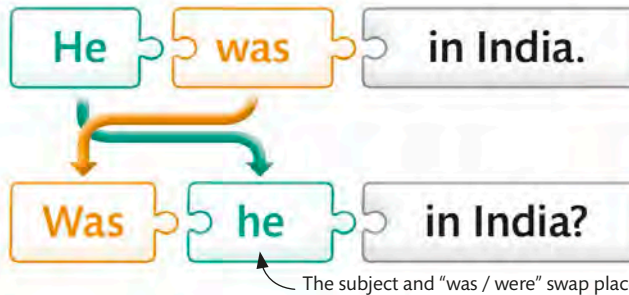 He was in India.
Was he in India?
The subject and "was / were" swap plac